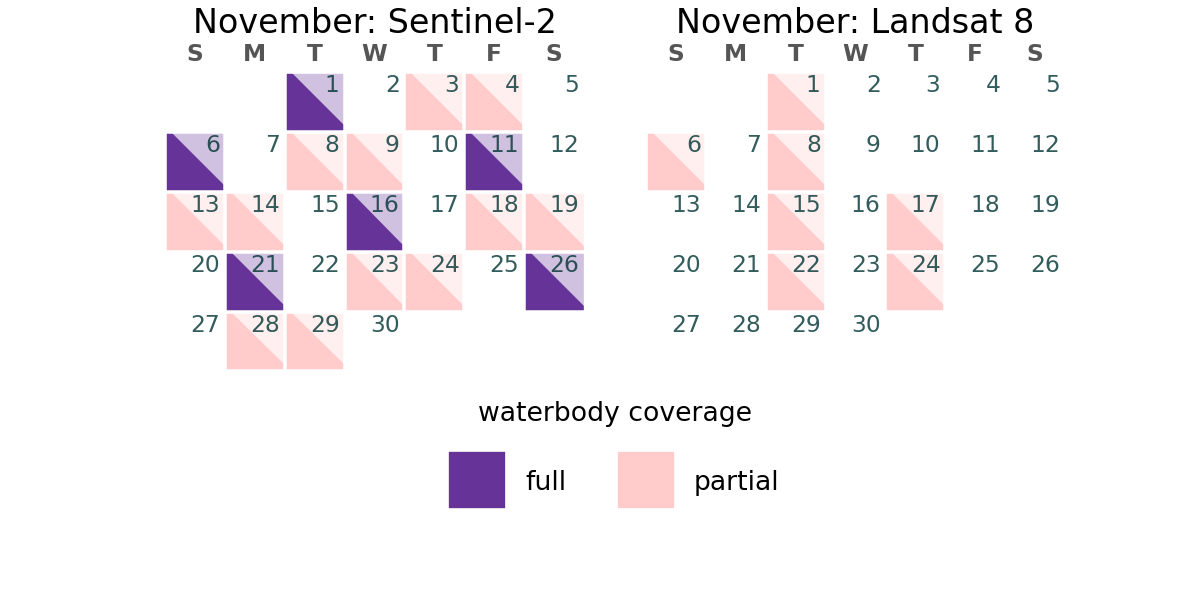 November: Sentinel-2
S M T W T F S
1 2 3 4 5
6 7 8 9 10 11 12
13 14 15 16 17 18 19
20 21 22 23 24 25 26
27 28 29 30
November: Landsat 8
S M T W T F S
1 2 3 4 5
6 7 8 9 10 11 12
13 14 15 16 17 18 19
20 21 22 23 24 25 26
27 28 29 30
waterbody coverage
full
partial